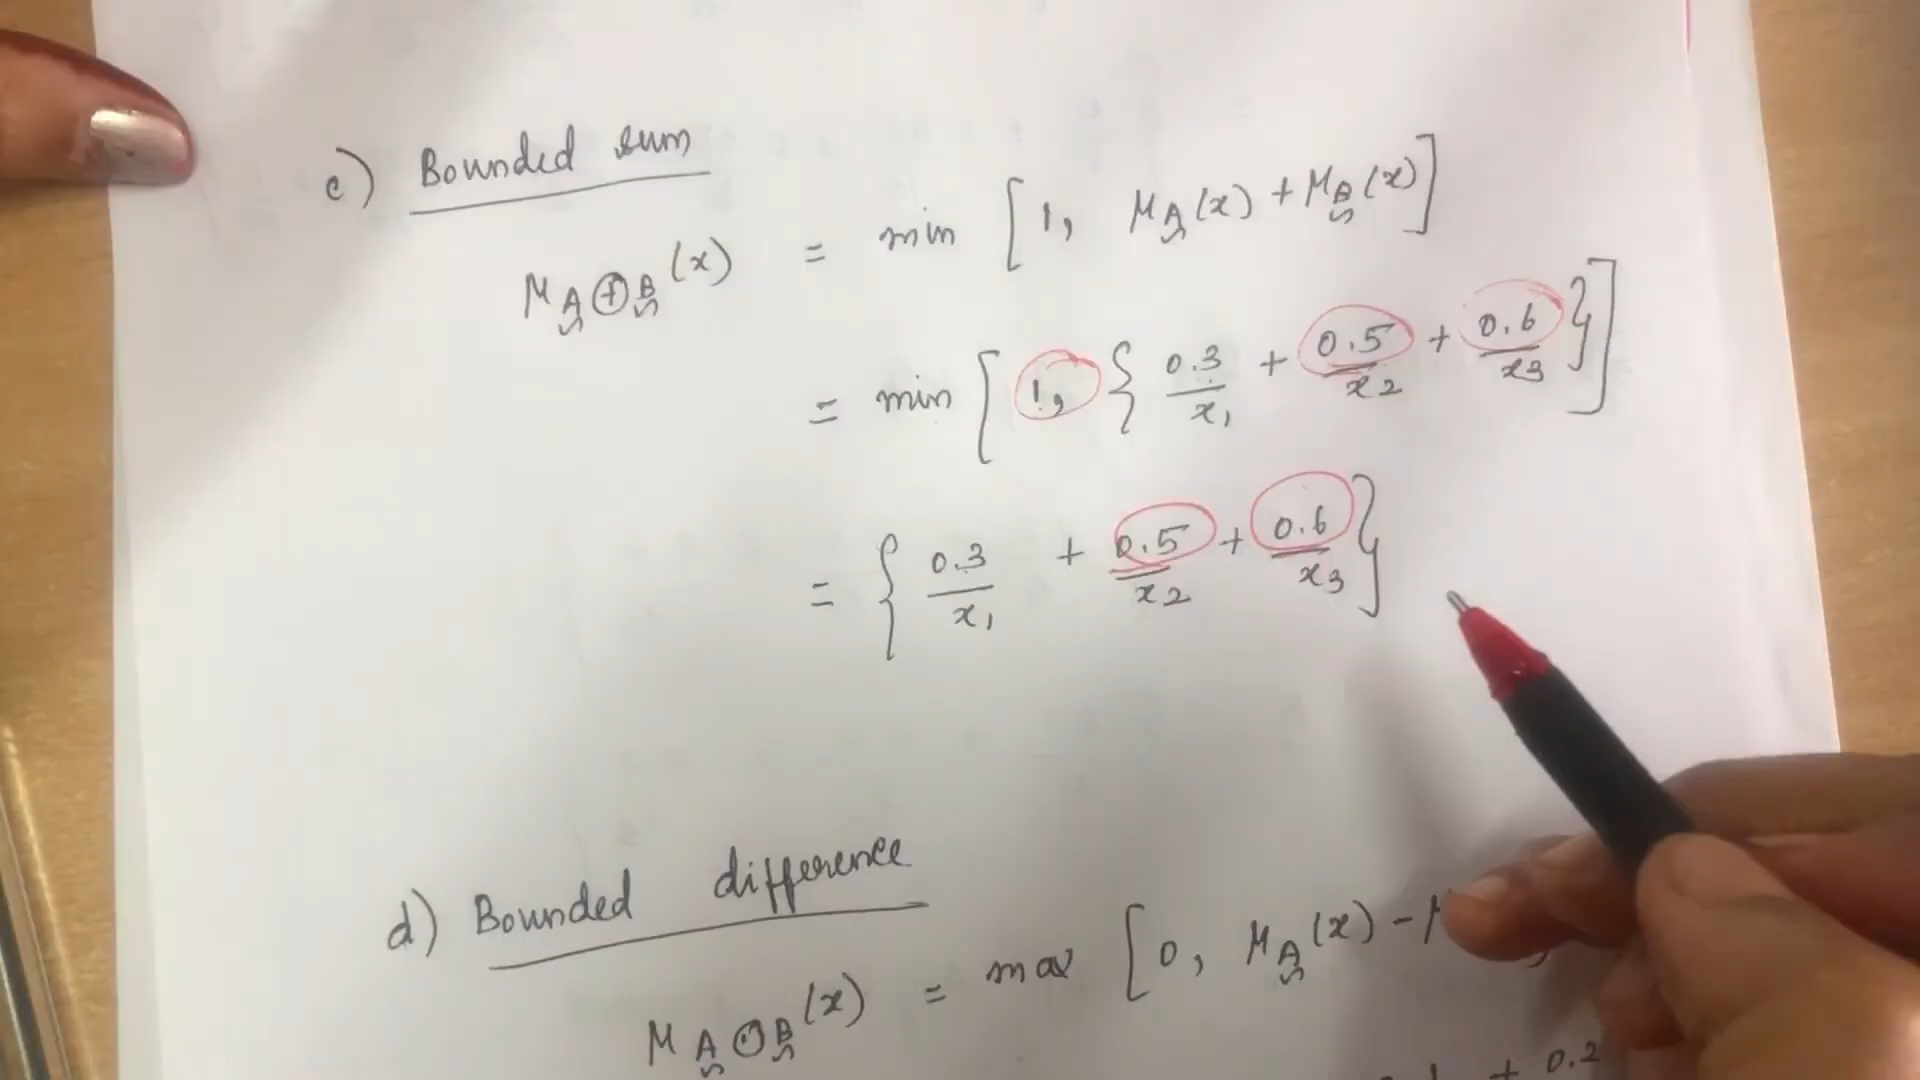 c) Bounded sum
μA⊕B(x) = min [1, μA(x) + μB(x)]
= min [1, { 0.3/x1 + 0.5/x2 + 0.6/x3 }]
= { 0.3/x1 + 0.5/x2 + 0.6/x3 }
d) Bounded difference
μA⊙B(x) = max [0, μA(x) -
+ 0.2